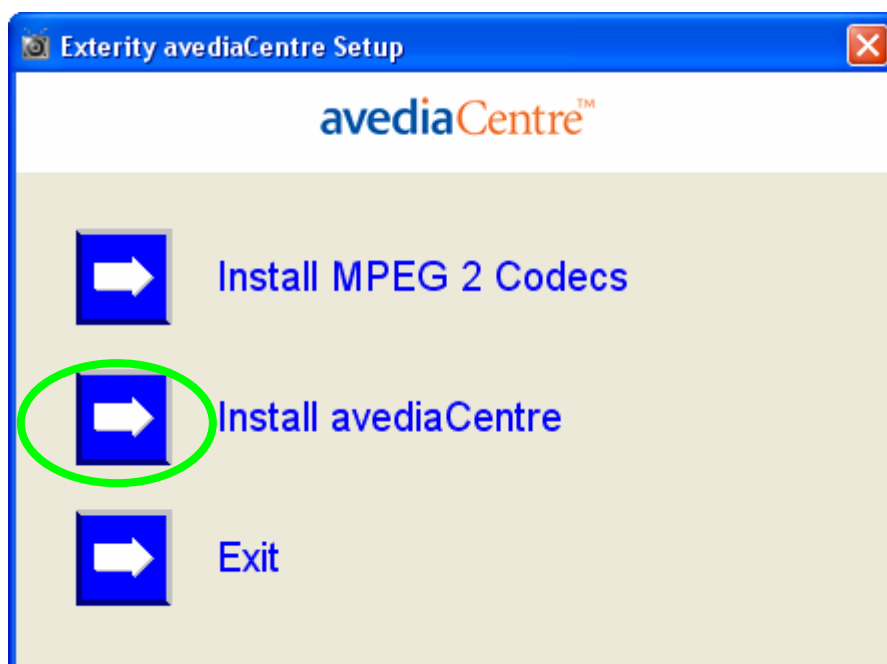 Exterity avediaCentre Setup
avediaCentre™
Install MPEG 2 Codecs
Install avediaCentre
Exit